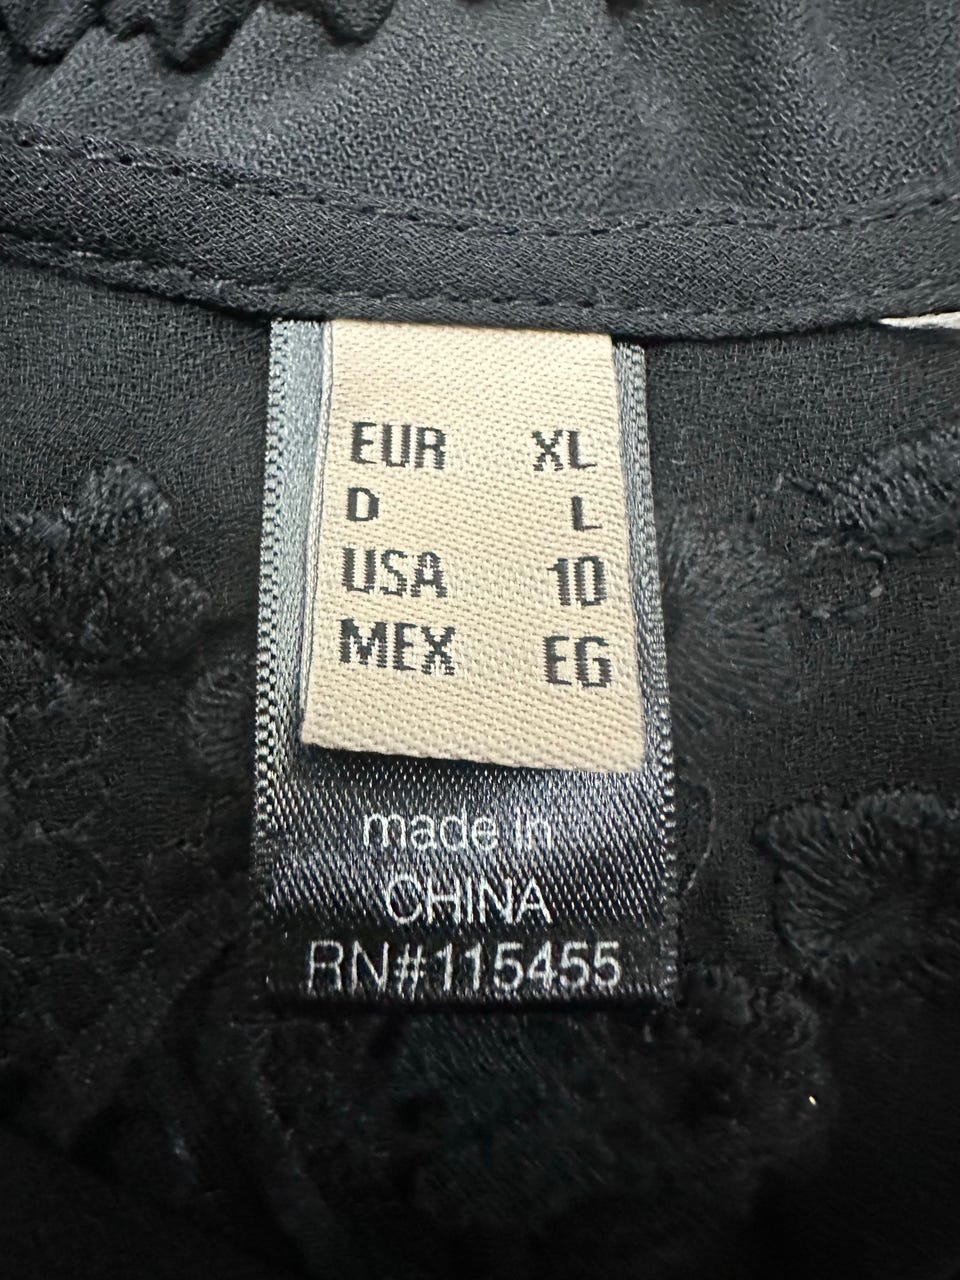 EUR XL
D L
USA 10
MEX EG
made in
CHINA
RN#115455